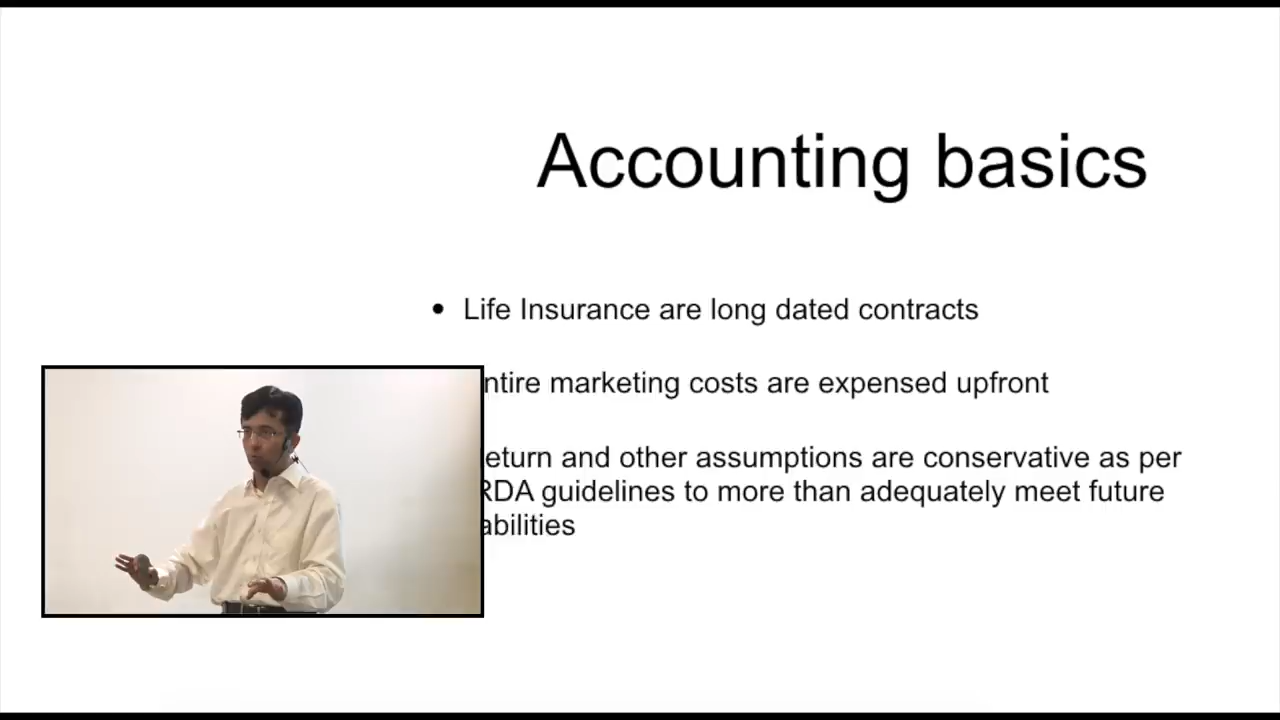 Accounting basics
• Life Insurance are long dated contracts
ntire marketing costs are expensed upfront
eturn and other assumptions are conservative as per
RDA guidelines to more than adequately meet future
abilities